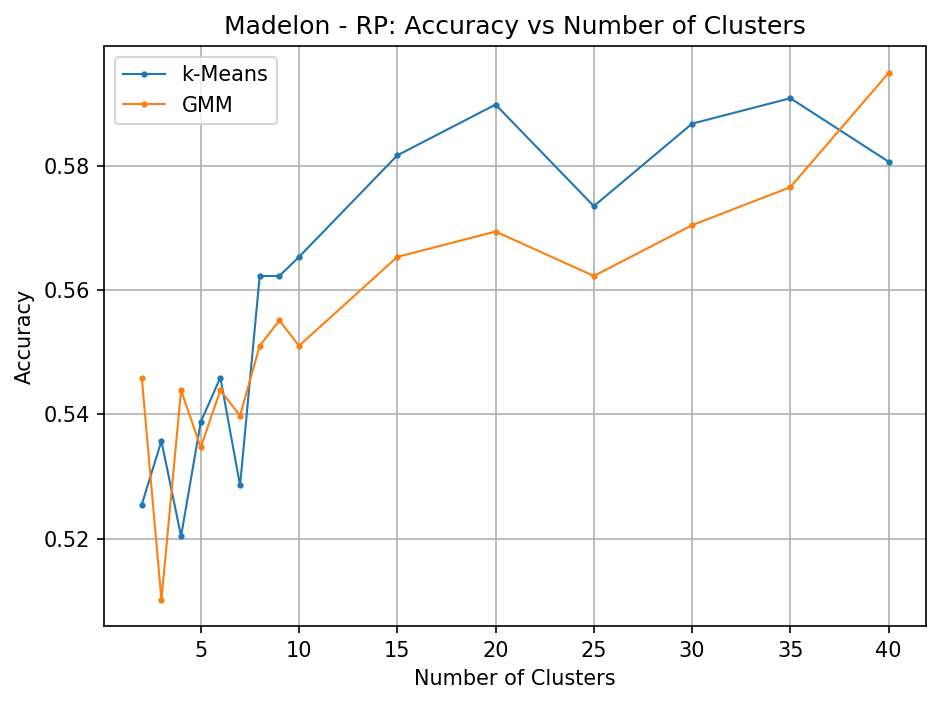 Madelon - RP: Accuracy vs Number of Clusters
k-Means
GMM
Accuracy
0.58
0.56
0.54
0.52
5 10 15 20 25 30 35 40
Number of Clusters